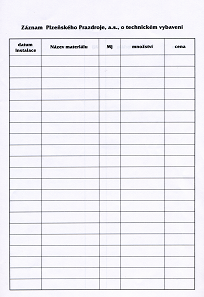 Záznam Plzeňského Prazdroje, a.s., o technickém vybavení
datum instalace Název materiálu MJ množství cena